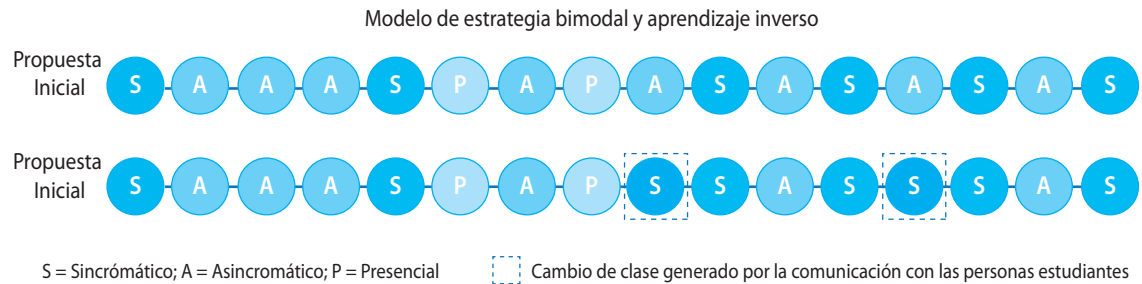 Modelo de estrategia bimodal y aprendizaje inverso
Propuesta
Inicial
S A A A S P A P A S A S A S A S
Propuesta
Inicial
S A A A S P A P S S A S S S A S
S = Sincrómático; A = Asincromático; P = Presencial
Cambio de clase generado por la comunicación con las personas estudiantes